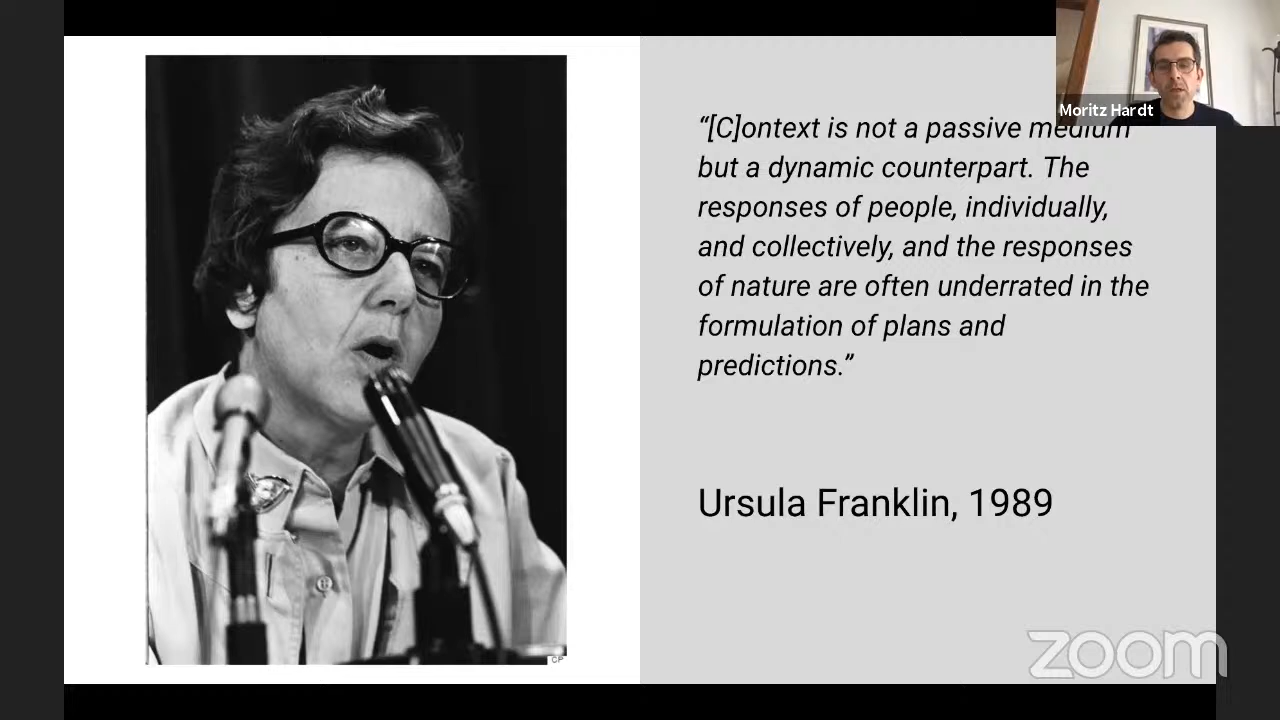 Moritz Hardt
“[C]ontext is not a passive medium
but a dynamic counterpart. The
responses of people, individually,
and collectively, and the responses
of nature are often underrated in the
formulation of plans and
predictions.”
Ursula Franklin, 1989
CP
zoom